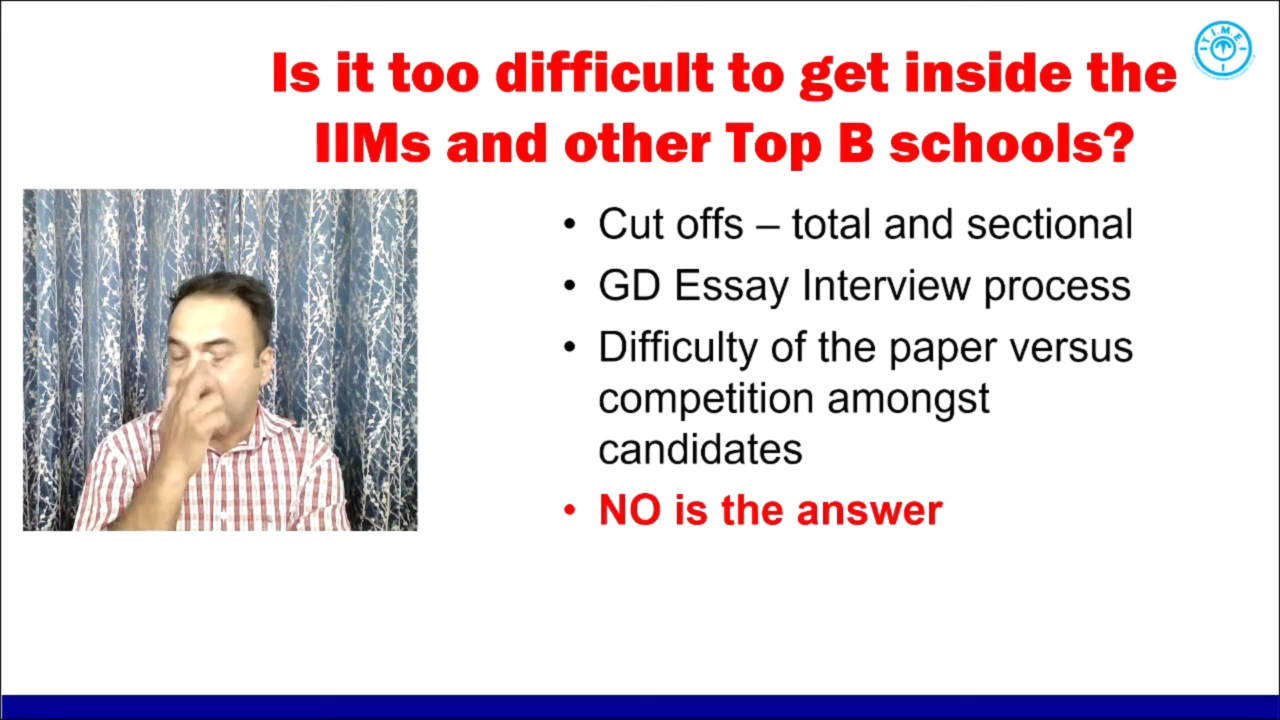 Is it too difficult to get inside the
IIMs and other Top B schools?
TIME
• Cut offs – total and sectional
• GD Essay Interview process
• Difficulty of the paper versus
competition amongst
candidates
• NO is the answer